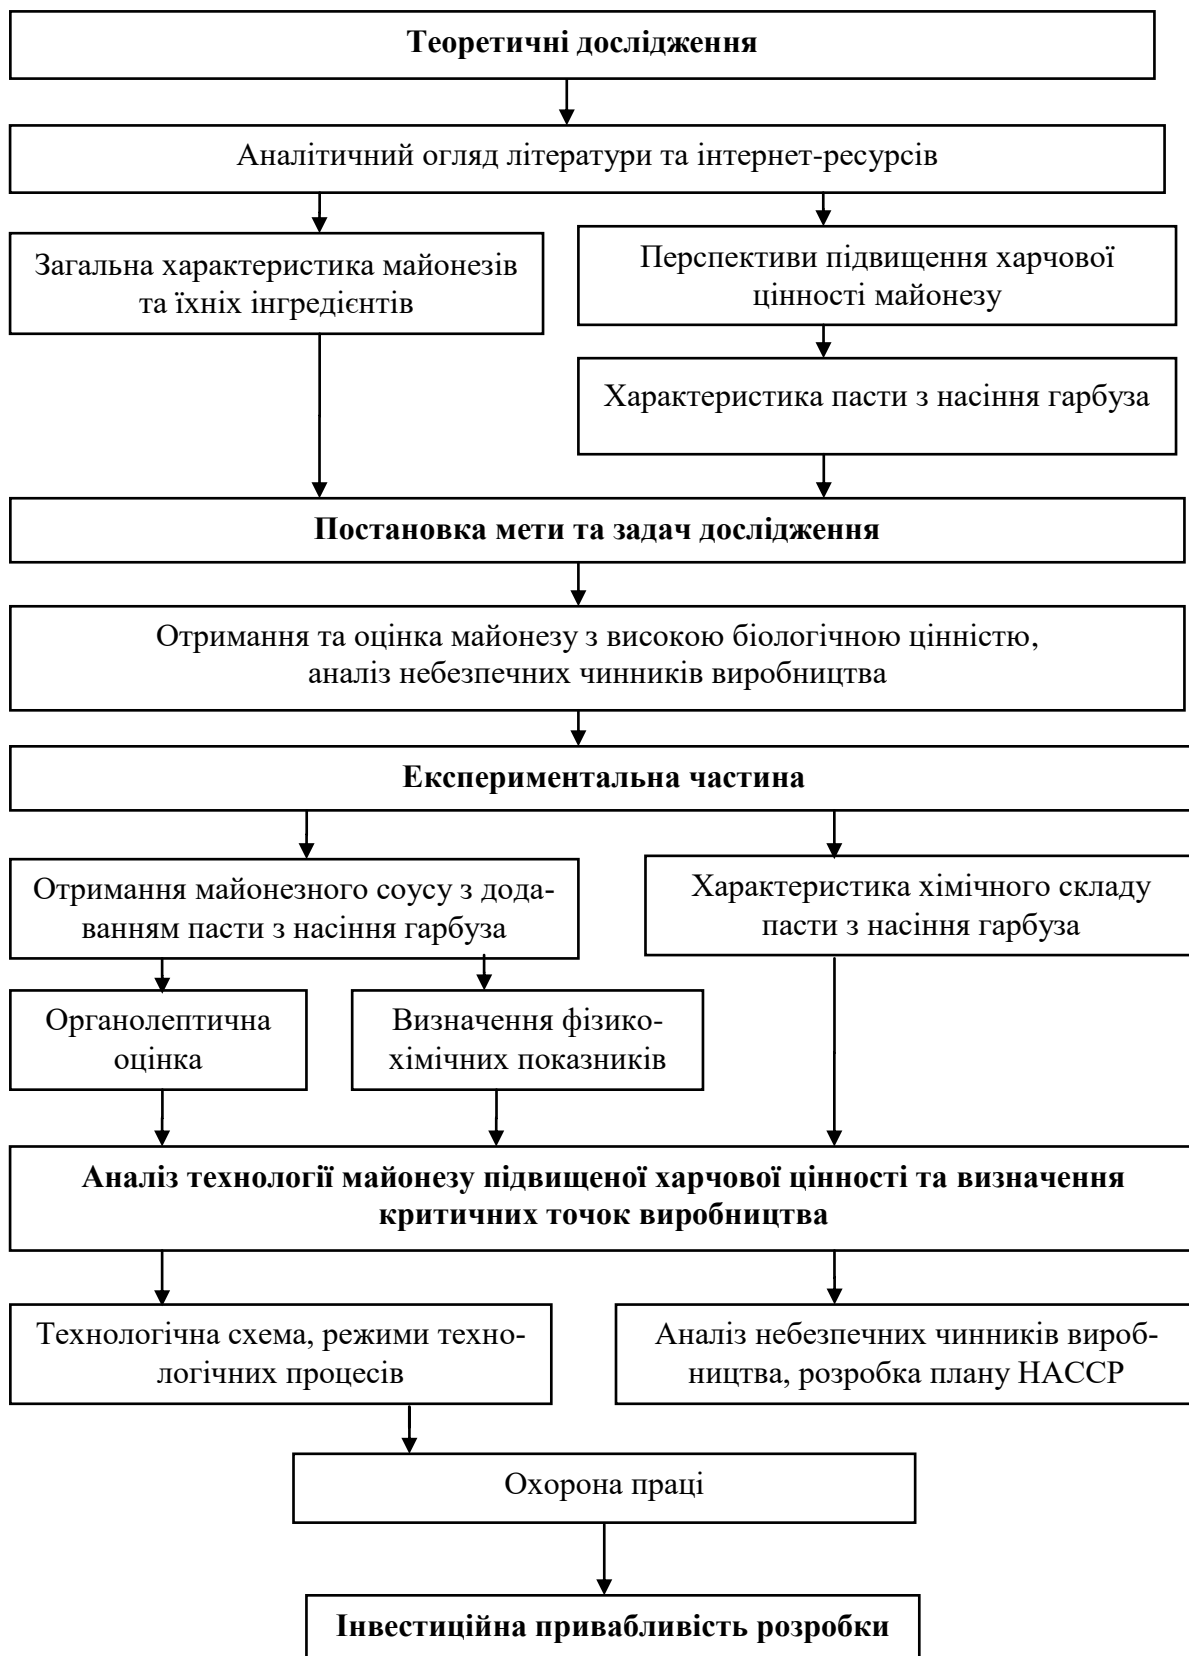 Теоретичні дослідження
Аналітичний огляд літератури та інтернет-ресурсів
Загальна характеристика майонезів
та їхніх інгредієнтів
Перспективи підвищення харчової
цінності майонезу
Характеристика пасти з насіння гарбуза
Постановка мети та задач дослідження
Отримання та оцінка майонезу з високою біологічною цінністю,
аналіз небезпечних чинників виробництва
Експериментальна частина
Отримання майонезного соусу з дода-
ванням пасти з насіння гарбуза
Характеристика хімічного складу
пасти з насіння гарбуза
Органолептична
оцінка
Визначення фізико-
хімічних показників
Аналіз технології майонезу підвищеної харчової цінності та визначення
критичних точок виробництва
Технологічна схема, режими техно-
логічних процесів
Аналіз небезпечних чинників вироб-
ництва, розробка плану НАССР
Охорона праці
Інвестиційна привабливість розробки